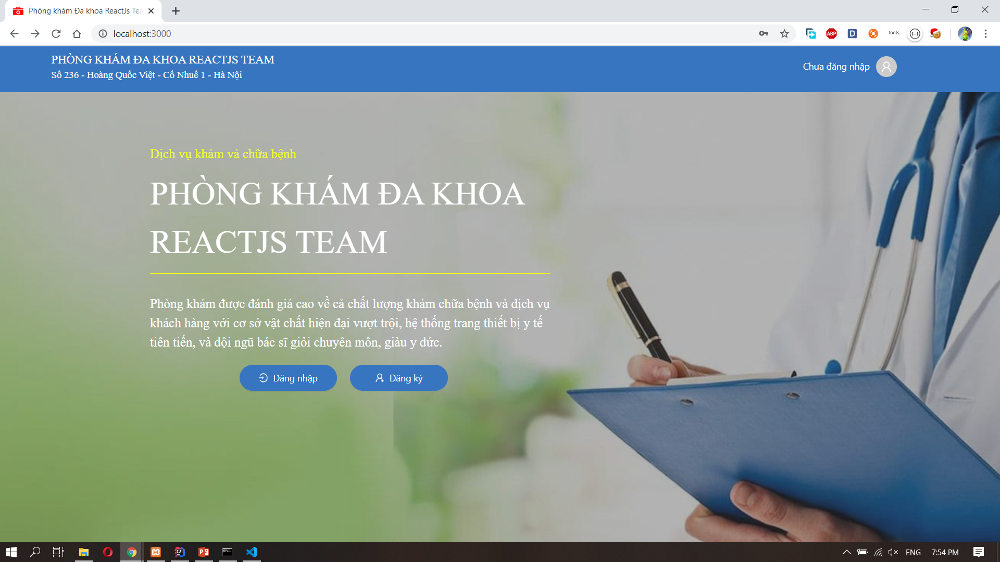 Phòng khám Đa khoa ReactJs Tea
localhost:3000
ABP
D
fonts
PHÒNG KHÁM ĐA KHOA REACTJS TEAM
Số 236 - Hoàng Quốc Việt - Cổ Nhuế 1 - Hà Nội
Chưa đăng nhập
Dịch vụ khám và chữa bệnh
PHÒNG KHÁM ĐA KHOA
REACTJS TEAM
Phòng khám được đánh giá cao về cả chất lượng khám chữa bệnh và dịch vụ
khách hàng với cơ sở vật chất hiện đại vượt trội, hệ thống trang thiết bị y tế
tiên tiến, và đội ngũ bác sĩ giỏi chuyên môn, giàu y đức.
Đăng nhập
Đăng ký
ENG
7:54 PM